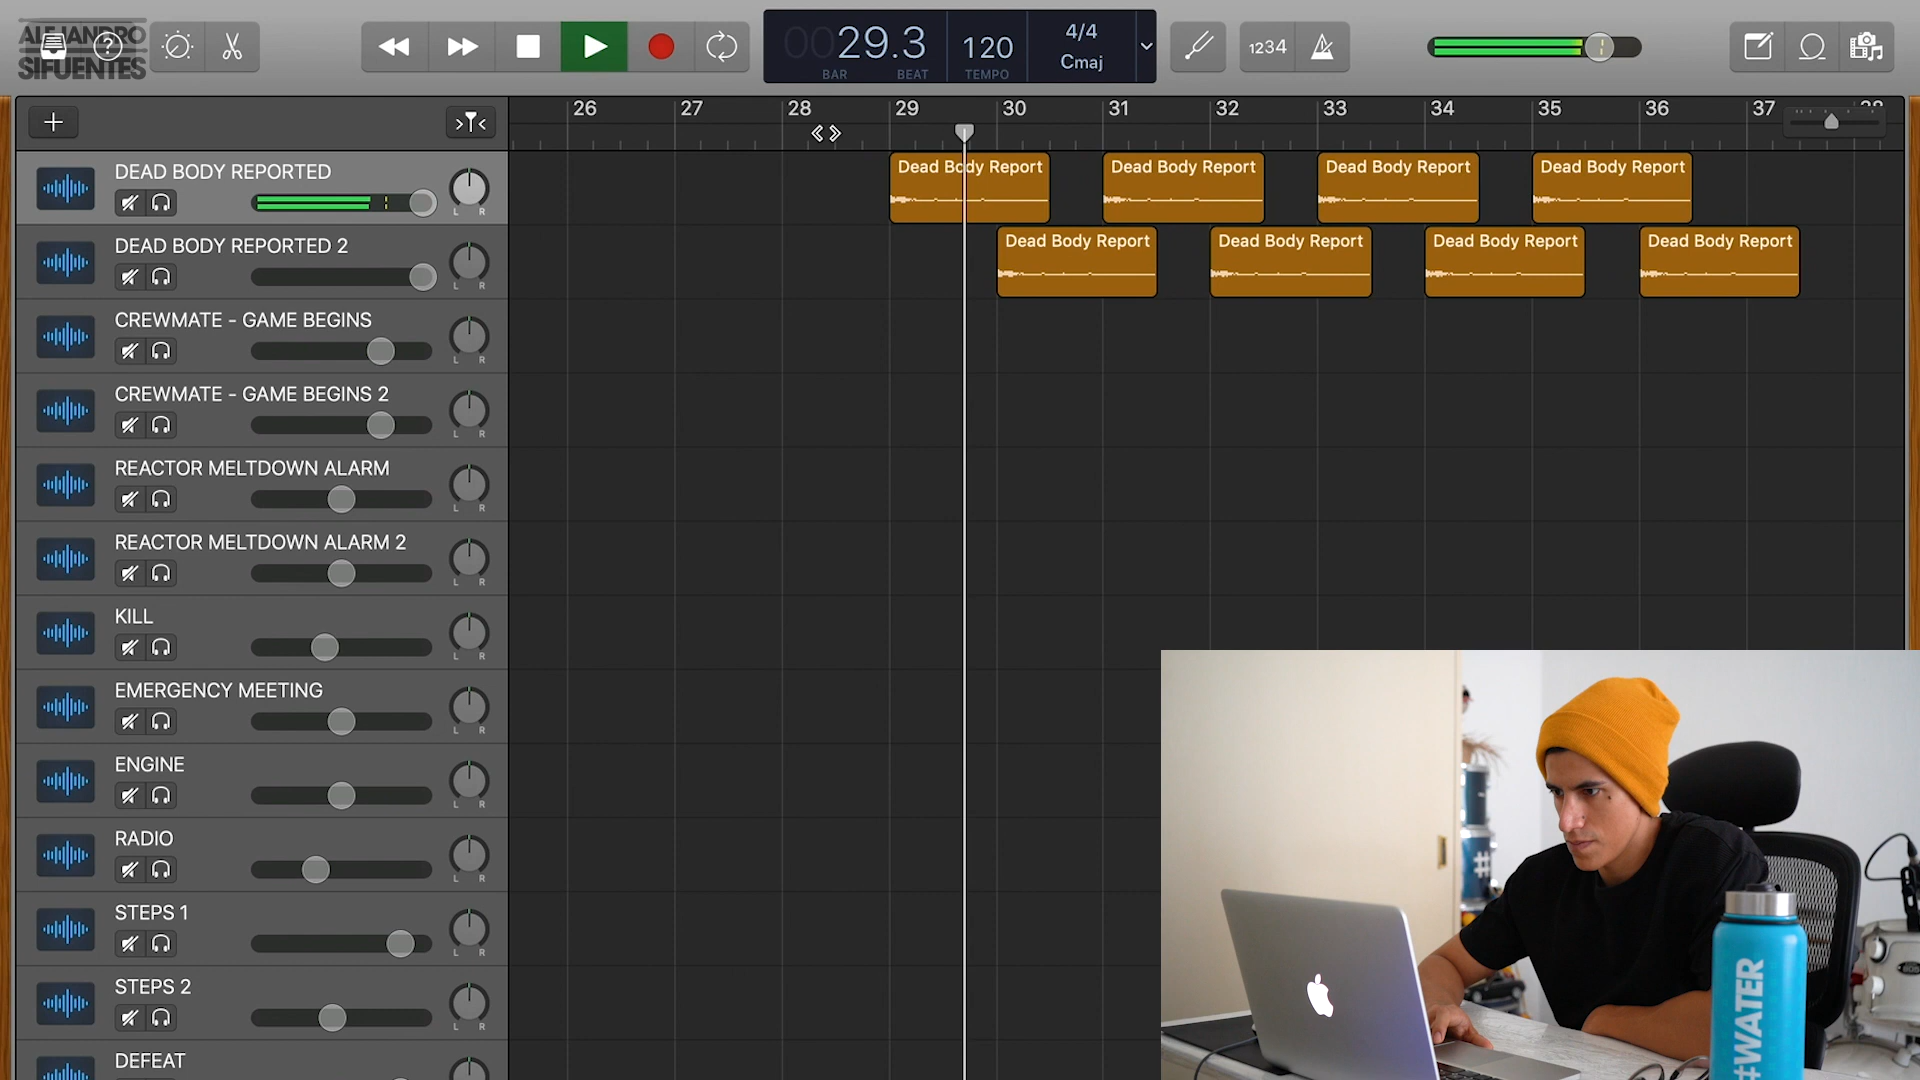 ALEJANDRO
SIFUENTES
0029.3
BAR
BEAT
120
TEMPO
4/4
Cmaj
1234
26
27
28
29
30
31
32
33
34
35
36
37
38
DEAD BODY REPORTED
L R
Dead Body Report
Dead Body Report
Dead Body Report
Dead Body Report
DEAD BODY REPORTED 2
L R
Dead Body Report
Dead Body Report
Dead Body Report
Dead Body Report
CREWMATE - GAME BEGINS
L R
CREWMATE - GAME BEGINS 2
L R
REACTOR MELTDOWN ALARM
L R
REACTOR MELTDOWN ALARM 2
L R
KILL
L R
EMERGENCY MEETING
L R
ENGINE
L R
RADIO
L R
STEPS 1
L R
STEPS 2
L R
DEFEAT
#WATER
#